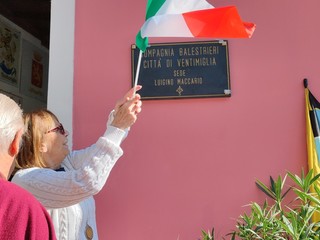 COMPAGNIA BALESTRIERI
CITTÀ DI VENTIMIGLIA
SEDE
LUIGINO MACCARIO